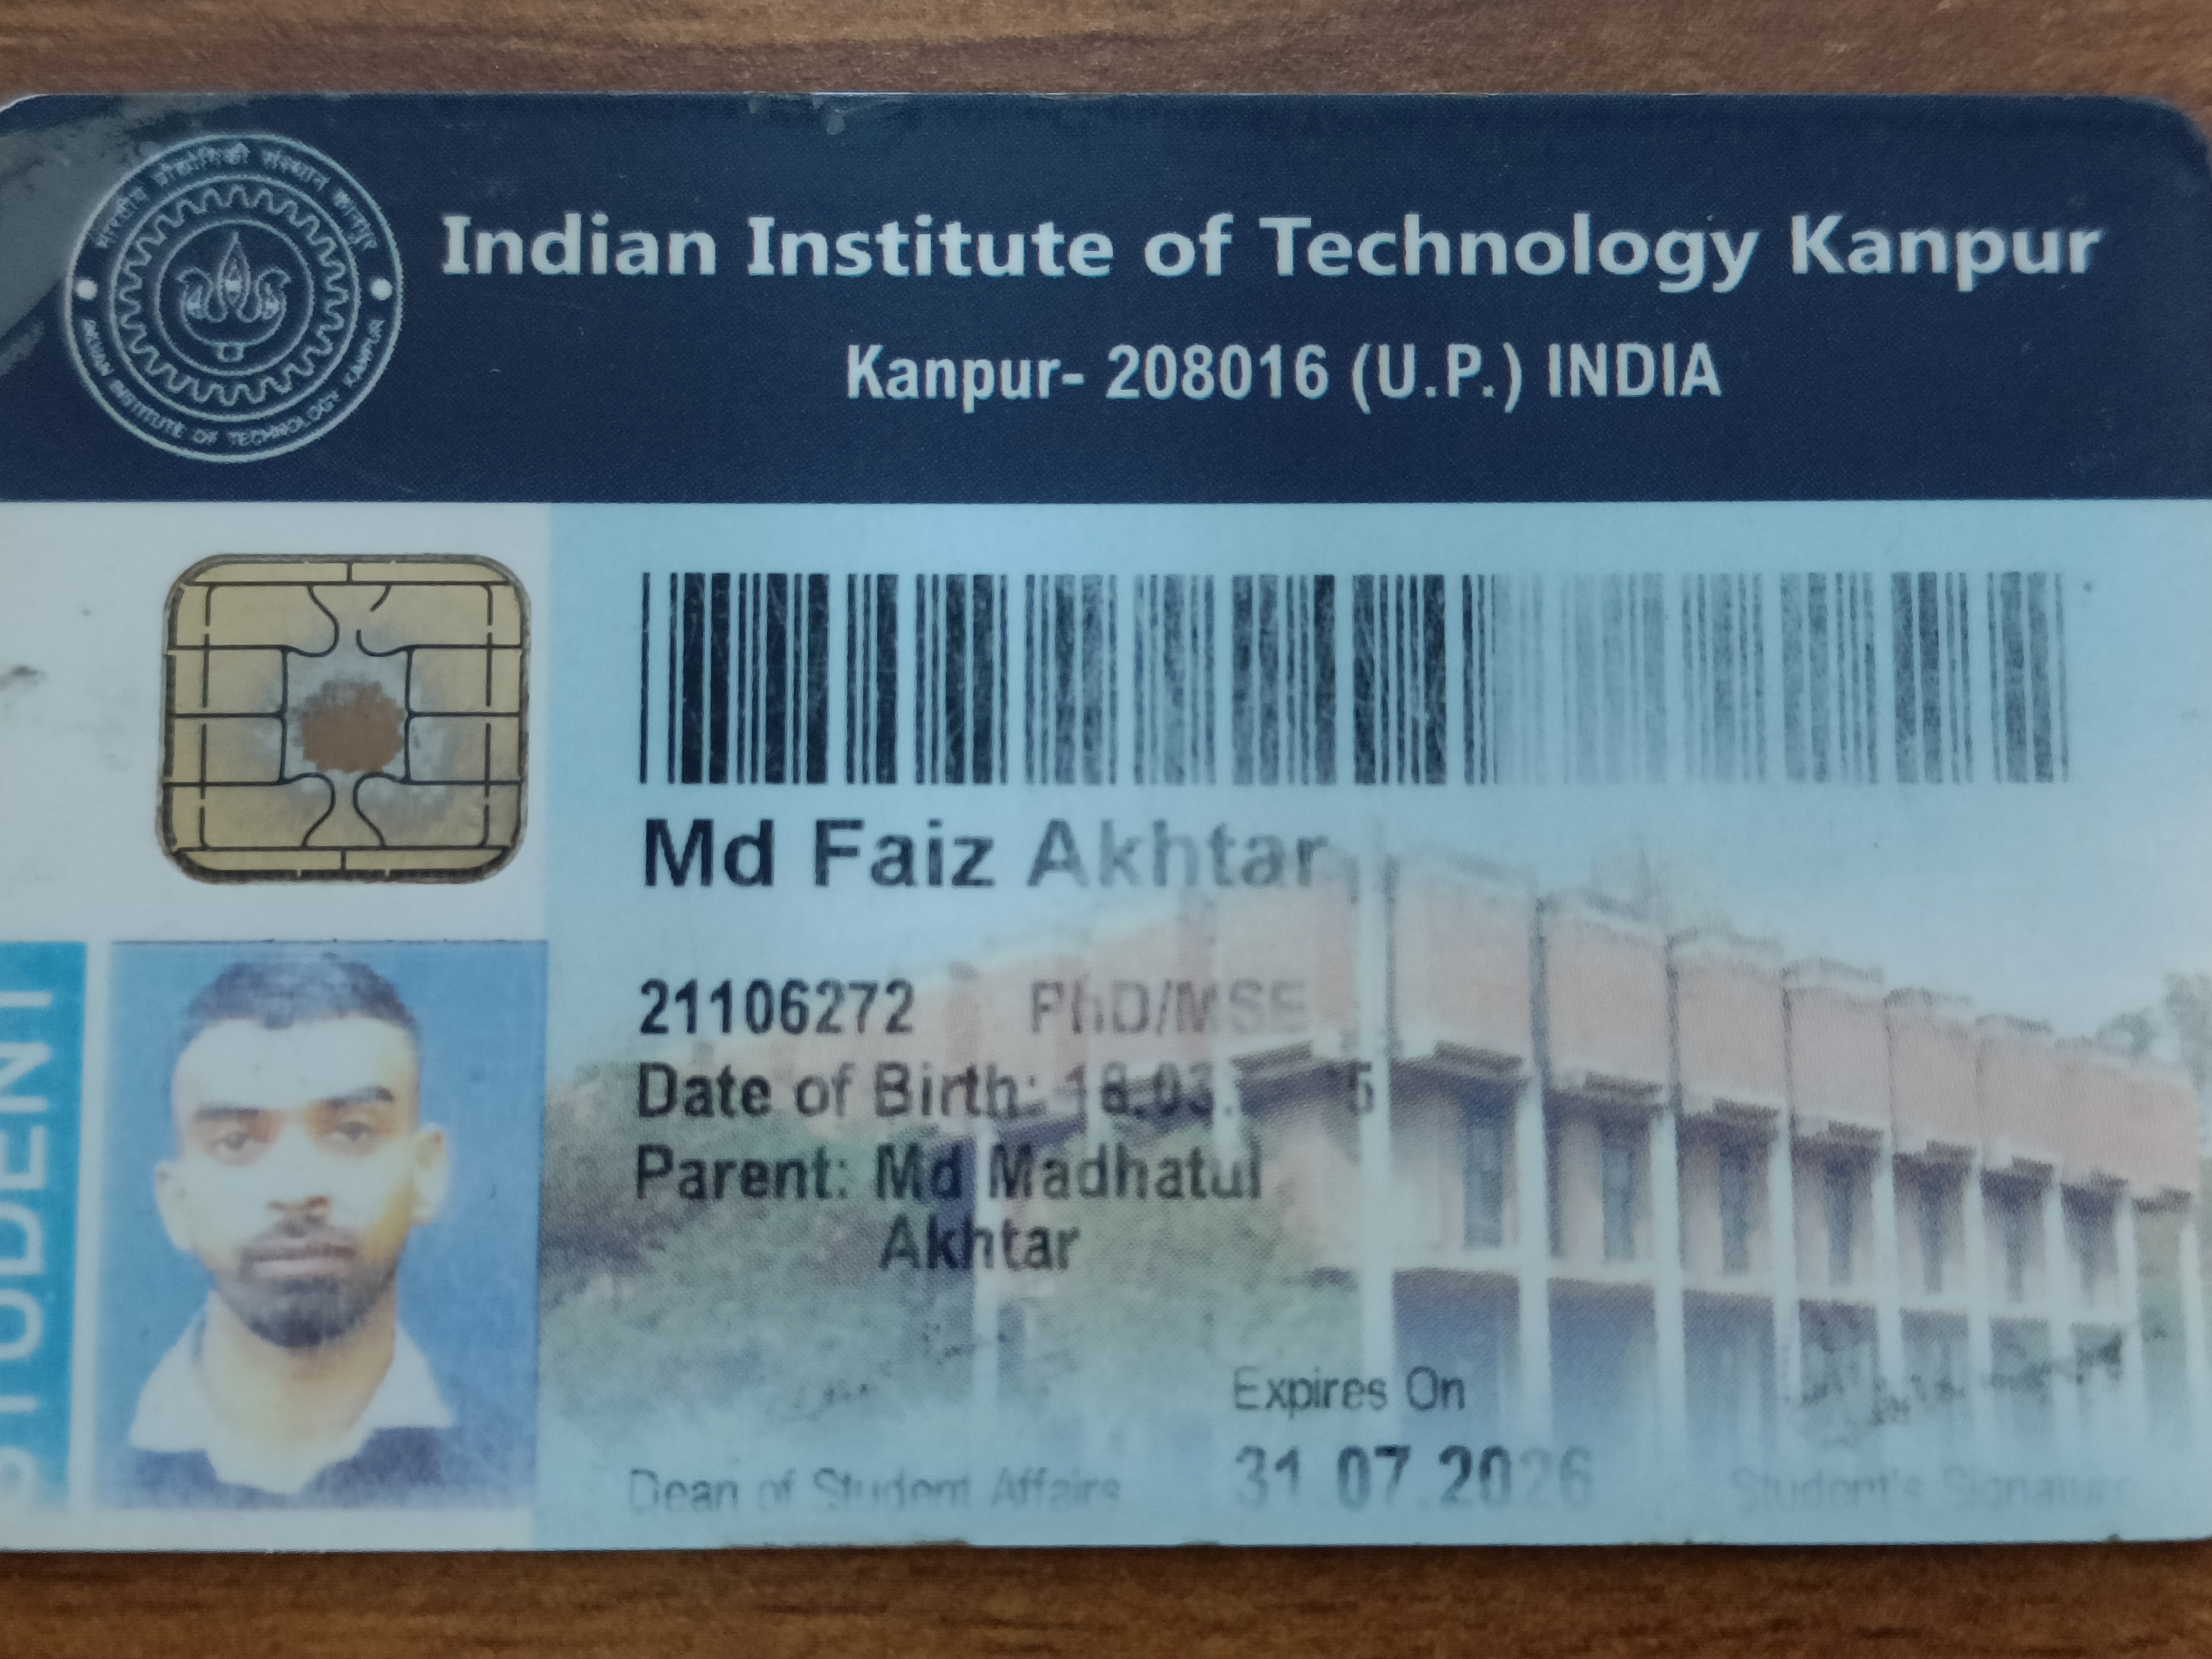 भारतीय प्रौद्योगिकी संस्थान कानपुर
INDIAN INSTITUTE OF TECHNOLOGY KANPUR
Indian Institute of Technology Kanpur
Kanpur- 208016 (U.P.) INDIA
Md Faiz Akhtar
21106272 PhD/MSE
Date of Birth: 18.03.
Parent: Md Madhatul
Akhtar
STUDENT
Expires On
31.07.2026
Dean of Student Affairs
Student's Signature